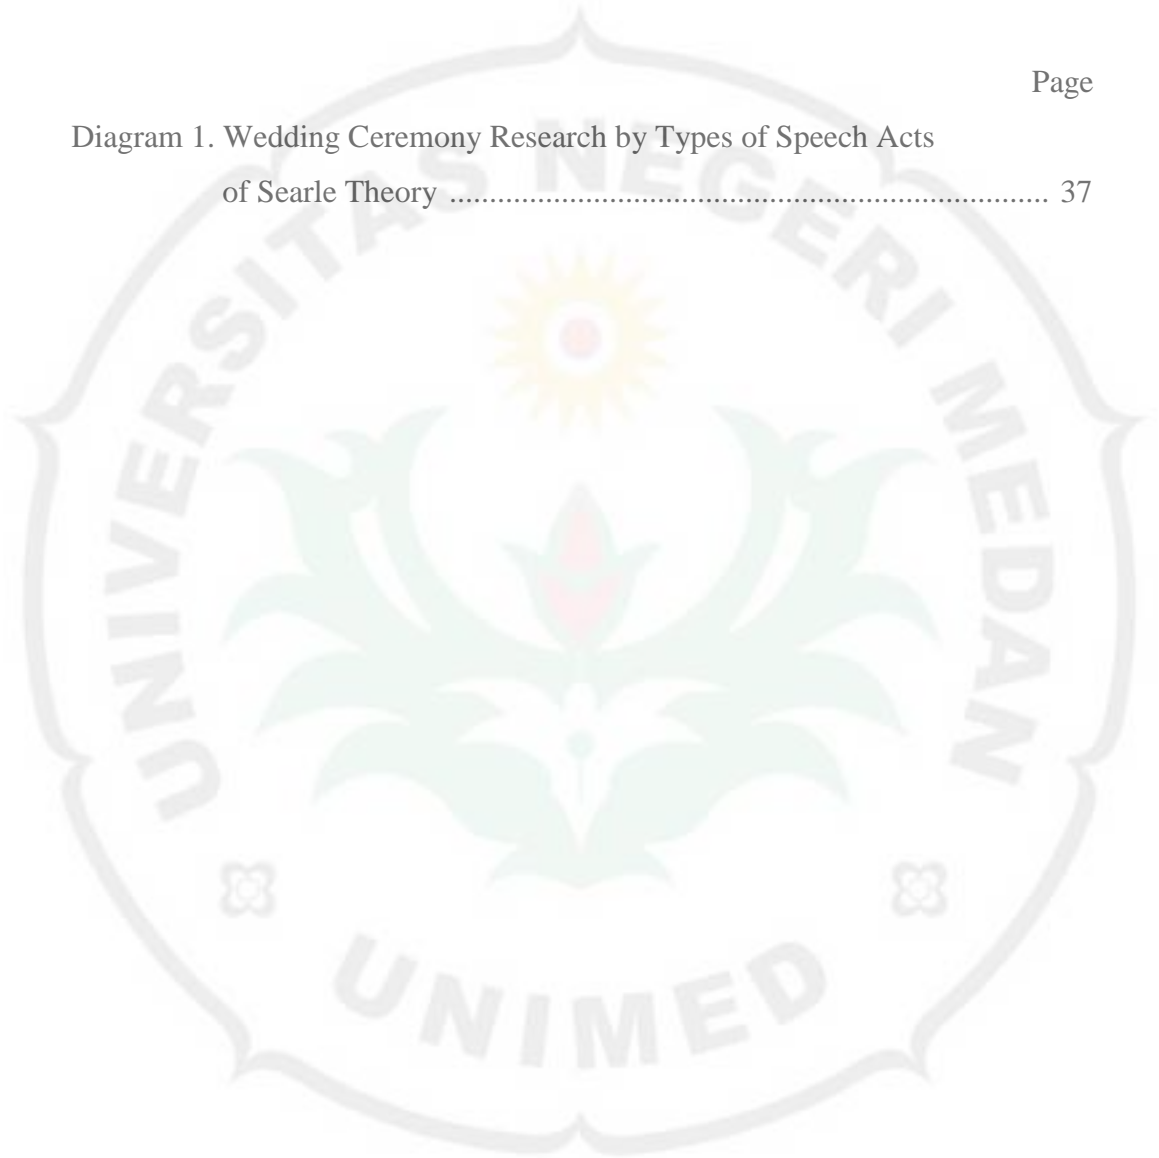 Page
Diagram 1. Wedding Ceremony Research by Types of Speech Acts
of Searle Theory ........................................................................... 37
UNIVERSITAS NEGERI MEDAN
UNIMED